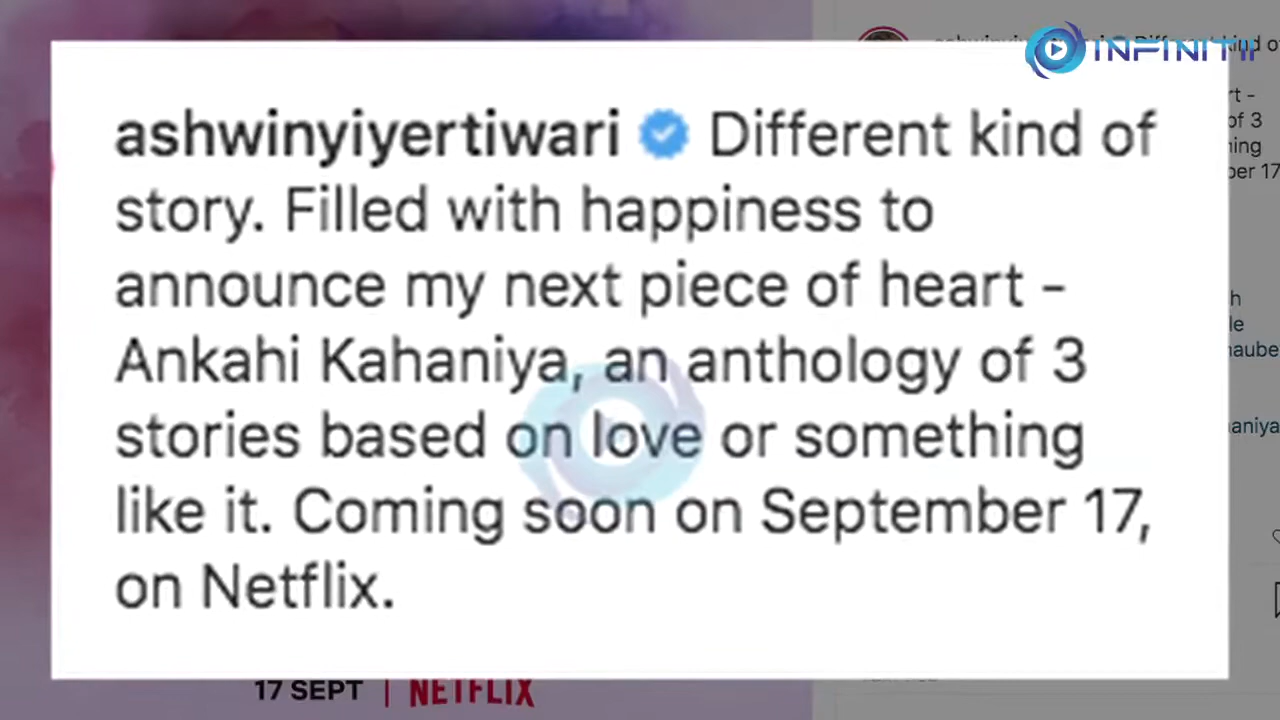 INFINITI
ashwinyiyertiwari Different kind of
story. Filled with happiness to
announce my next piece of heart -
Ankahi Kahaniya, an anthology of 3
stories based on love or something
like it. Coming soon on September 17,
on Netflix.
17 SEPT | NETFLIX